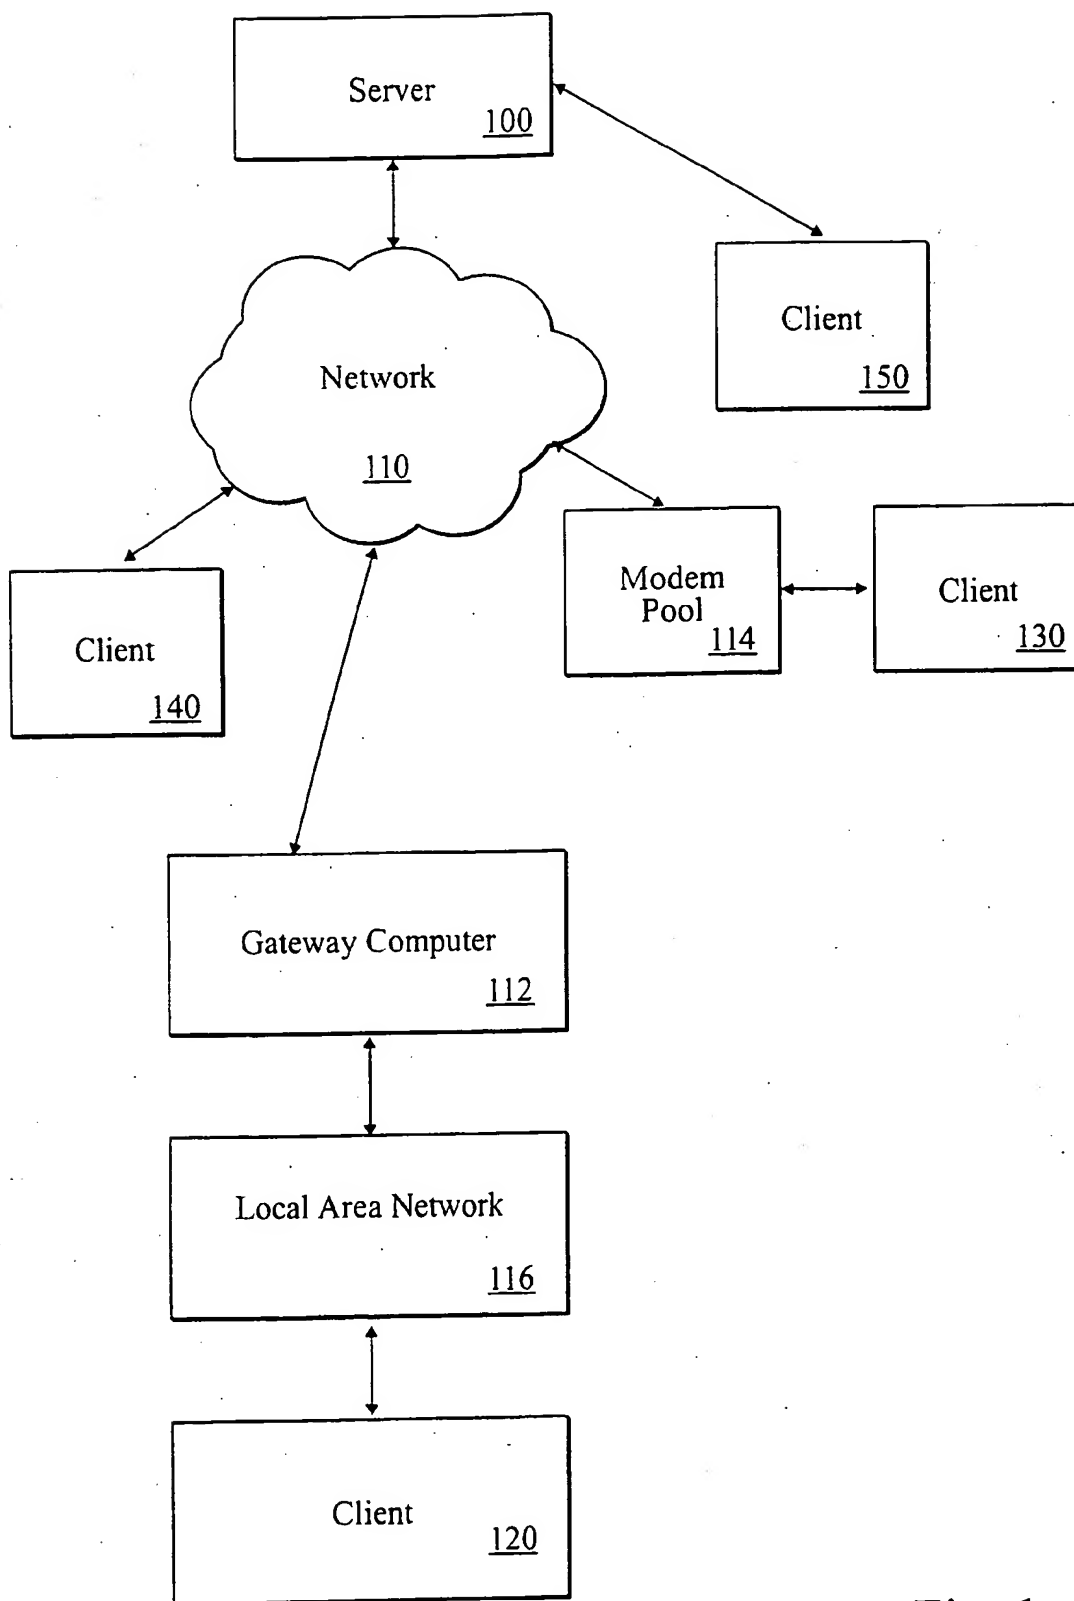 Server
100
Client
150
Network
110
Modem
Pool
114
Client
130
Client
140
Gateway Computer
112
Local Area Network
116
Client
120